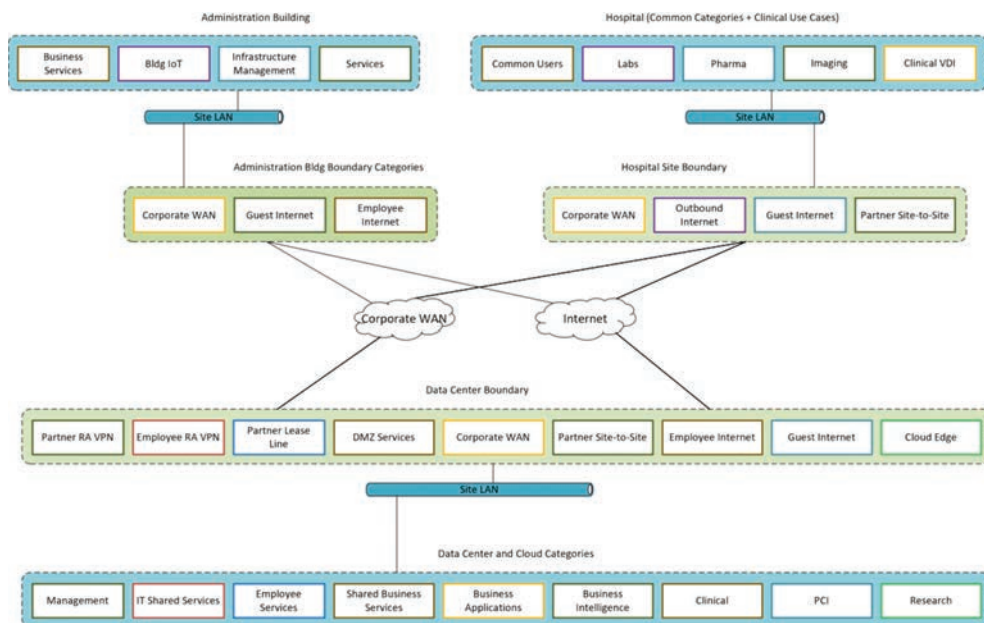 Administration Building
Hospital (Common Categories + Clinical Use Cases)
Business
Services
Bldg IoT
Infrastructure
Management
Services
Common Users
Labs
Pharma
Imaging
Clinical VDI
Site LAN
Site LAN
Administration Bldg Boundary Categories
Hospital Site Boundary
Corporate WAN
Guest Internet
Employee
Internet
Corporate WAN
Outbound
Internet
Guest Internet
Partner Site-to-Site
Corporate WAN
Internet
Data Center Boundary
Partner RA VPN
Employee RA VPN
Partner Lease
Line
DMZ Services
Corporate WAN
Partner Site-to-Site
Employee Internet
Guest Internet
Cloud Edge
Site LAN
Data Center and Cloud Categories
Management
IT Shared Services
Employee
Services
Shared Business
Services
Business
Applications
Business
Intelligence
Clinical
PCI
Research